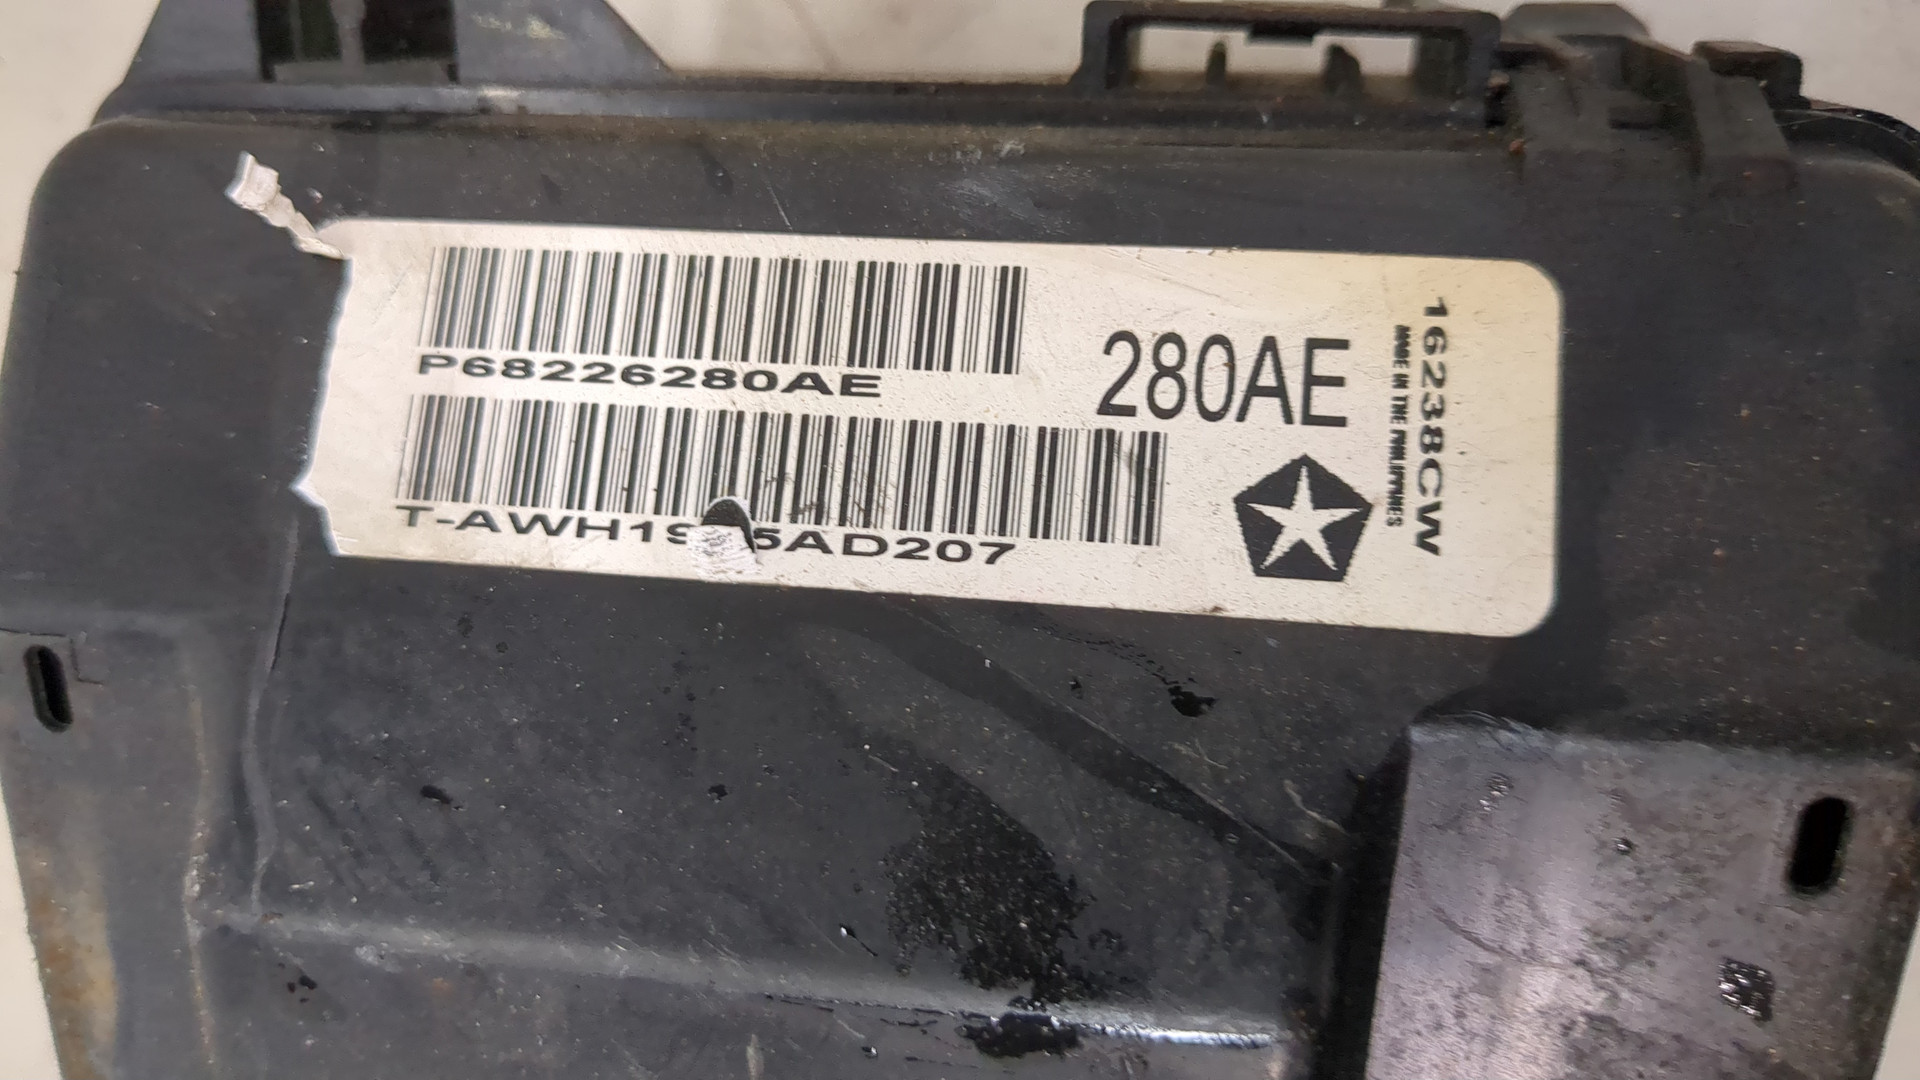 P68226280AE
280AE
16238CW
MADE IN THE PHILIPPINES